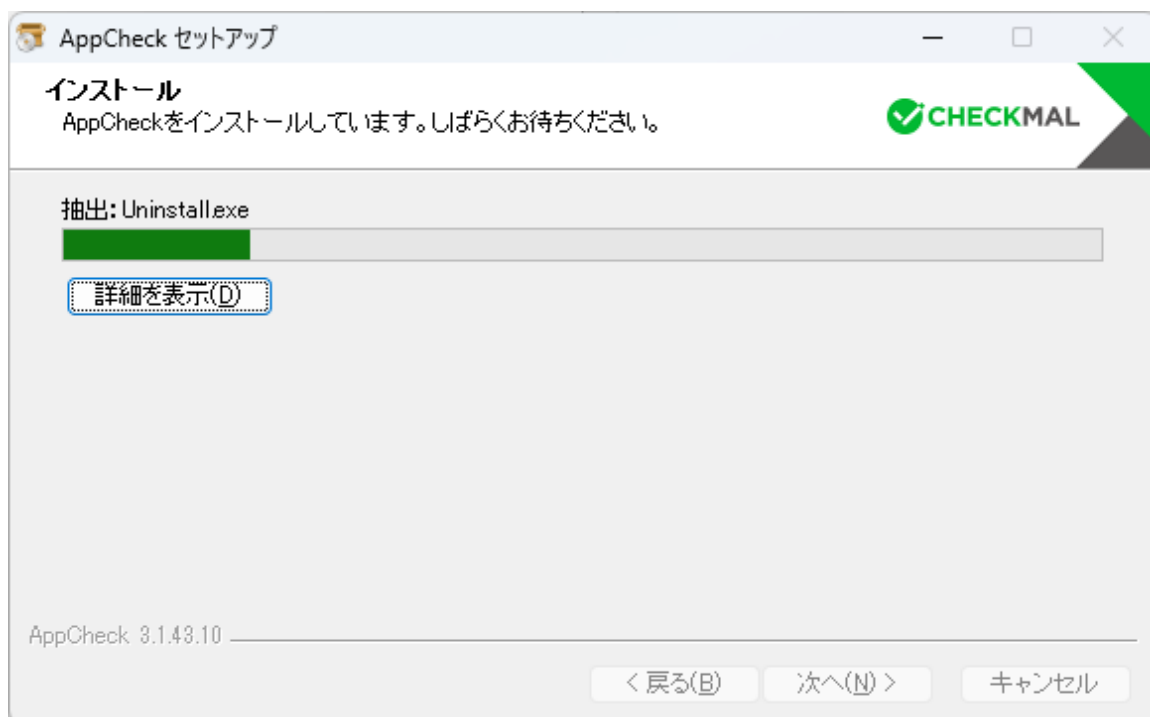 AppCheck セットアップ
インストール
AppCheckをインストールしています。しばらくお待ちください。
CHECKMAL
抽出: Uninstall.exe
詳細を表示(D)
AppCheck 3.1.43.10
< 戻る(B)
次へ(N) >
キャンセル